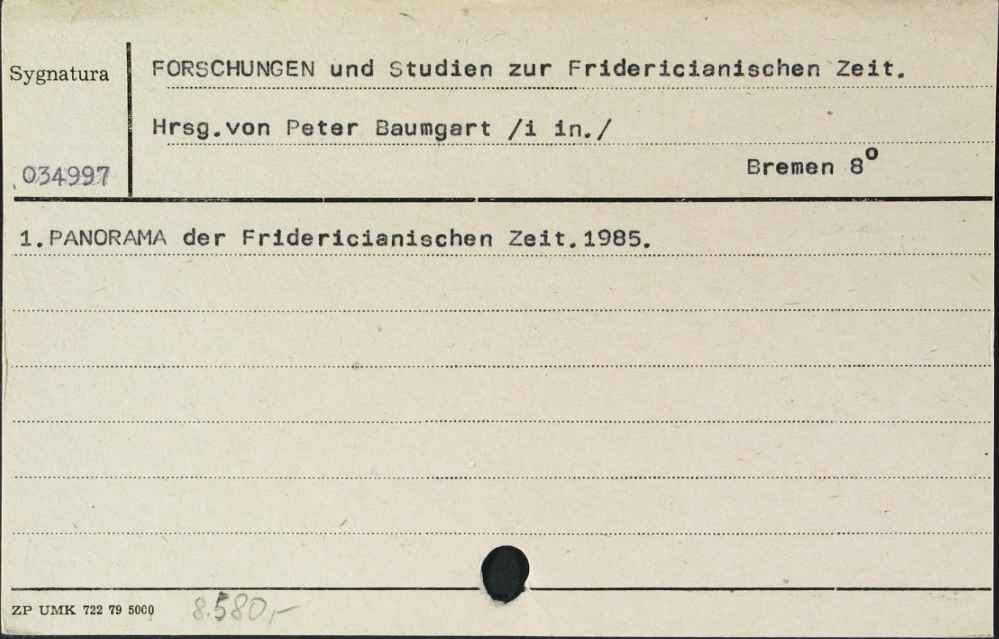 Sygnatura
FORSCHUNGEN und Studien zur Fridericianischen Zeit.
Hrsg.von Peter Baumgart /i in./
034997
Bremen 8°
1.PANORAMA der Fridericianischen Zeit.1985.
ZP UMK 722 79 5000
8.580,-